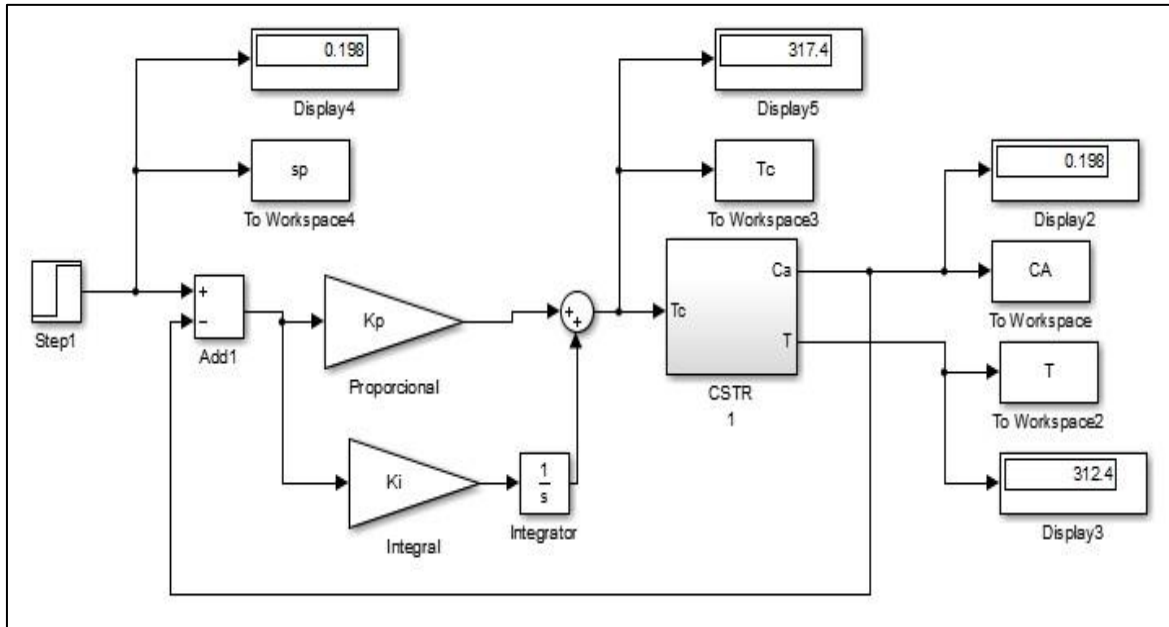 0.198
Display4
sp
To Workspace4
Step1
+
−
Add1
Kp
Proporcional
Ki
Integral
1
s
Integrator
+
+
317.4
Display5
Tc
To Workspace3
Tc
Ca
T
CSTR
1
0.198
Display2
CA
To Workspace
T
To Workspace2
312.4
Display3